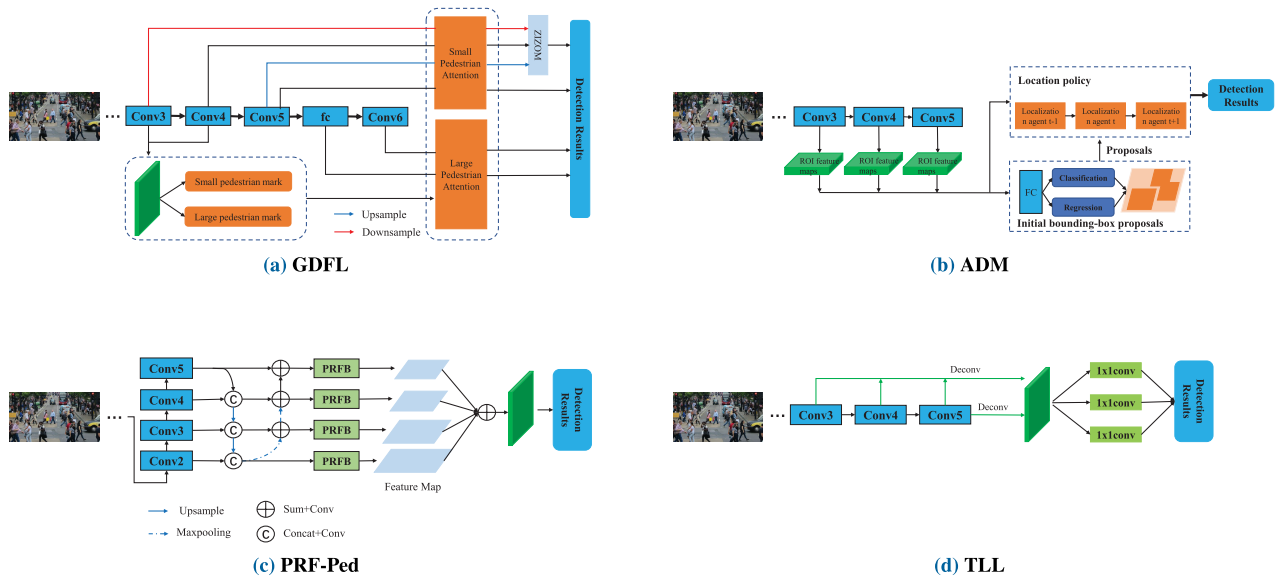 Small
Pedestrian
Attention
ZIZOM
Detection Results
... Conv3 Conv4 Conv5 fc Conv6
Large
Pedestrian
Attention
Small pedestrian mark
Large pedestrian mark
Upsample
Downsample
(a) GDFL
Location policy
Localizatio
n agent t-1
Localizatio
n agent t
Localizatio
n agent t+1
Detection
Results
... Conv3 Conv4 Conv5
ROI feature
maps
ROI feature
maps
ROI feature
maps
Proposals
FC
Classification
Regression
Initial bounding-box proposals
(b) ADM
Conv5
PRFB
Conv4
C
PRFB
...
Conv3
C
PRFB
Conv2
C
PRFB
Detection
Results
Feature Map
Upsample
Sum+Conv
Maxpooling
C
Concat+Conv
(c) PRF-Ped
Deconv
Deconv
... Conv3 Conv4 Conv5
1x1conv
1x1conv
1x1conv
Detection
Results
(d) TLL